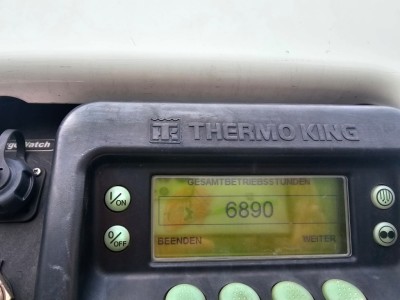 THERMO KING
GESAMTBETRIEBSSTUNDEN
6890
BEENDEN WEITER
I/ON
0/OFF